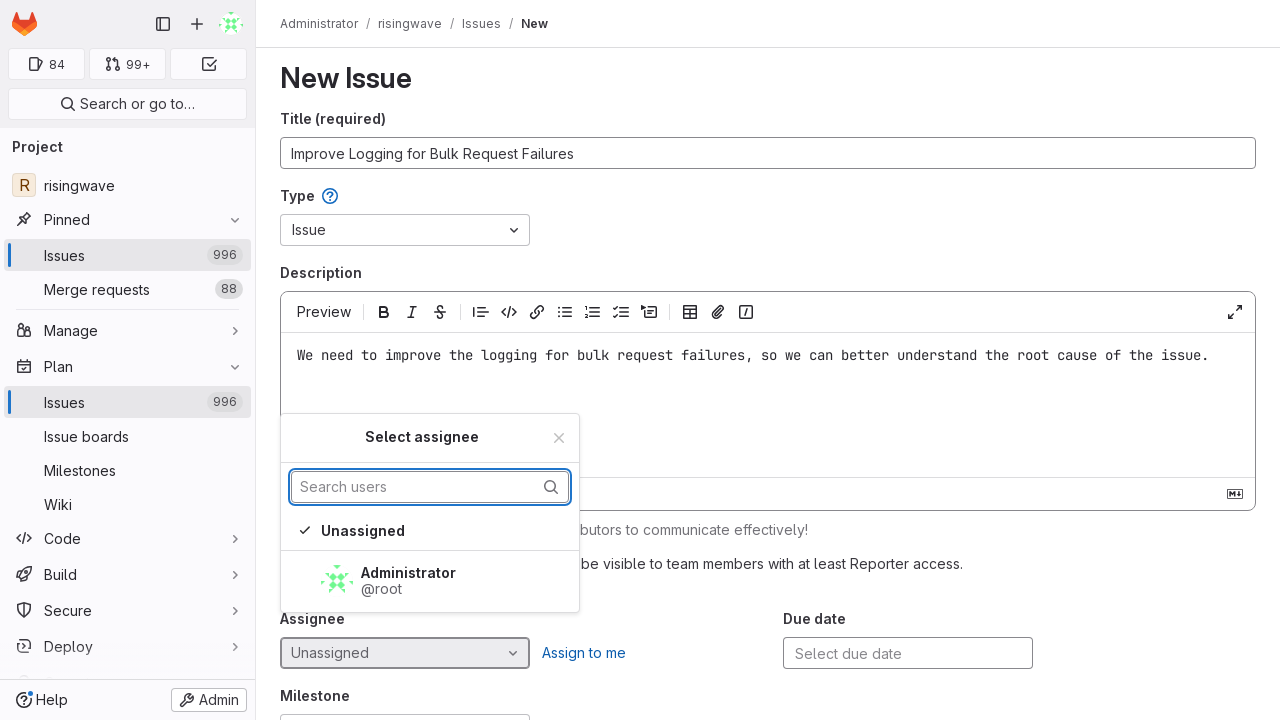 Administrator / risingwave / Issues / New
84
99+
Search or go to…
Project
R risingwave
Pinned
Issues 996
Merge requests 88
Manage
Plan
Issues 996
Issue boards
Milestones
Wiki
Code
Build
Secure
Deploy
Help
Admin
New Issue
Title (required)
Improve Logging for Bulk Request Failures
Type
Issue
Description
Preview
We need to improve the logging for bulk request failures, so we can better understand the root cause of the issue.
Select assignee
Search users
Unassigned
Administrator
@root
butors to communicate effectively!
be visible to team members with at least Reporter access.
Assignee
Unassigned
Assign to me
Due date
Select due date
Milestone